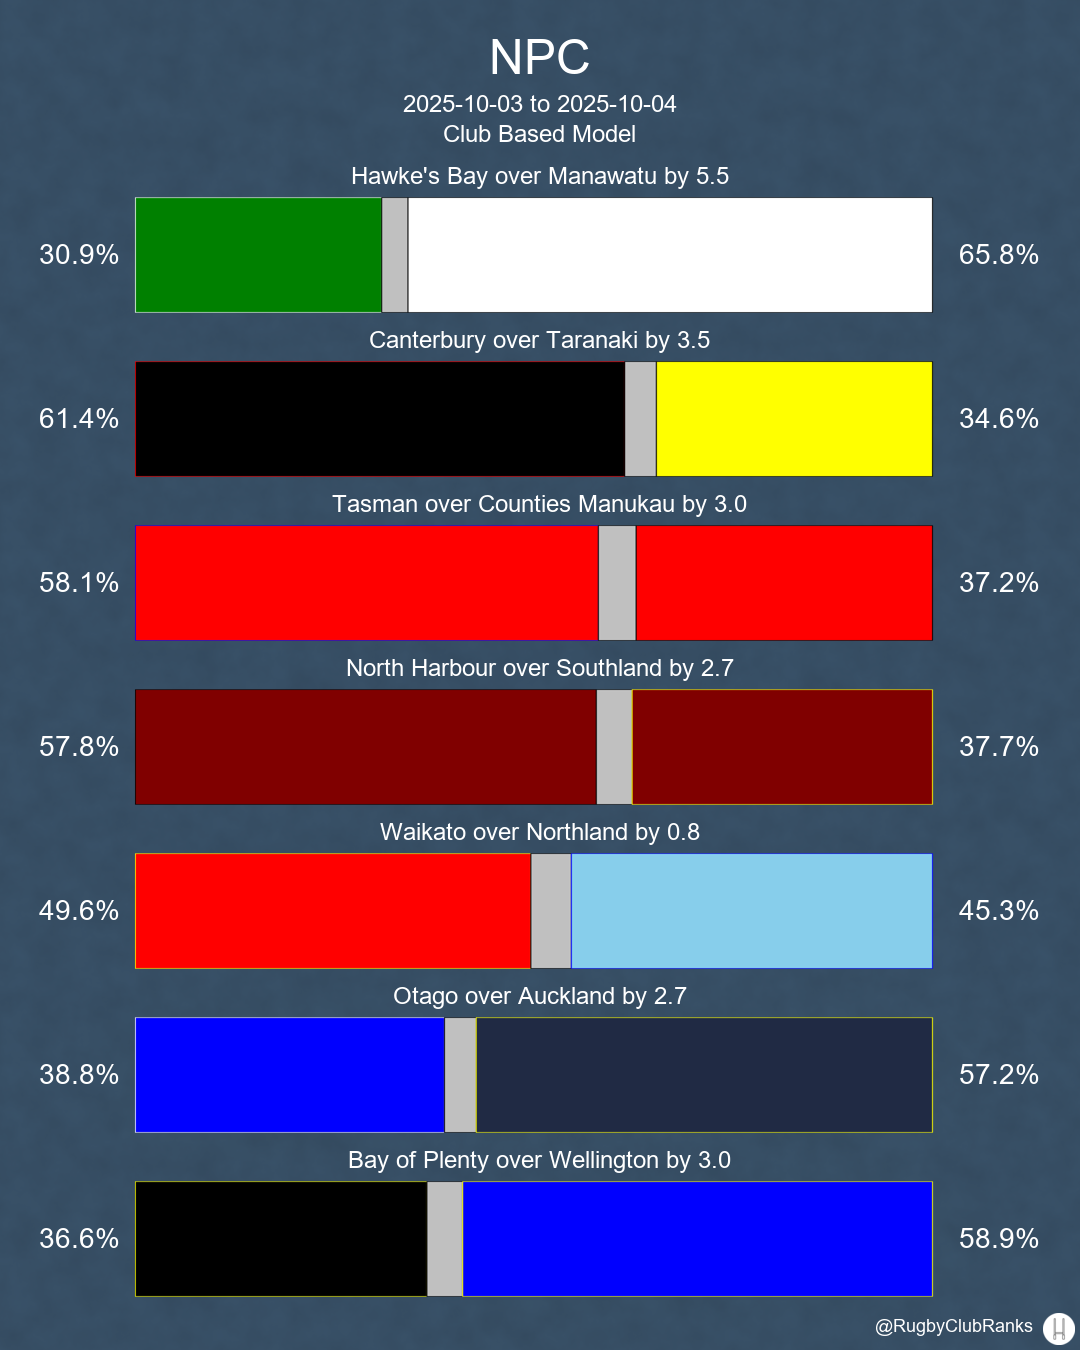 NPC
2025-10-03 to 2025-10-04
Club Based Model
Hawke's Bay over Manawatu by 5.5
30.9% 65.8%
Canterbury over Taranaki by 3.5
61.4% 34.6%
Tasman over Counties Manukau by 3.0
58.1% 37.2%
North Harbour over Southland by 2.7
57.8% 37.7%
Waikato over Northland by 0.8
49.6% 45.3%
Otago over Auckland by 2.7
38.8% 57.2%
Bay of Plenty over Wellington by 3.0
36.6% 58.9%
@RugbyClubRanks